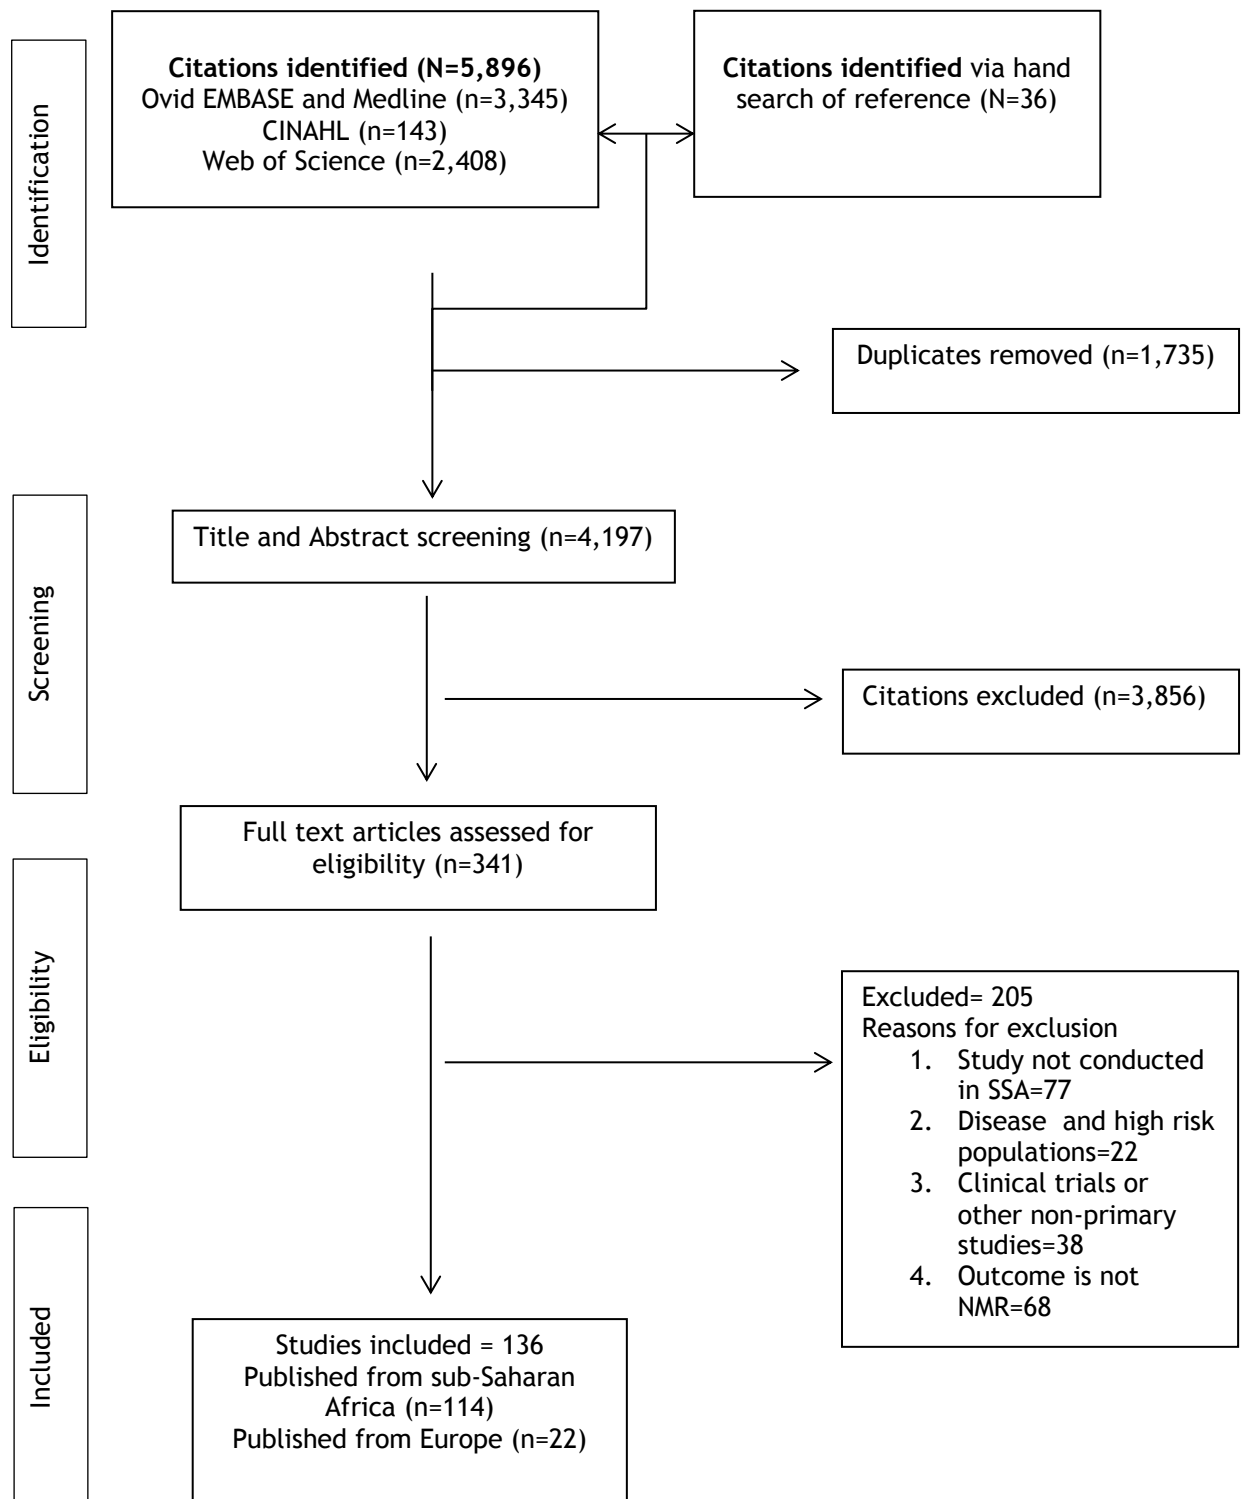 Identification
Citations identified (N=5,896)
Ovid EMBASE and Medline (n=3,345)
CINAHL (n=143)
Web of Science (n=2,408)
Citations identified via hand
search of reference (N=36)
Duplicates removed (n=1,735)
Screening
Title and Abstract screening (n=4,197)
Citations excluded (n=3,856)
Eligibility
Full text articles assessed for
eligibility (n=341)
Excluded= 205
Reasons for exclusion
1. Study not conducted
in SSA=77
2. Disease and high risk
populations=22
3. Clinical trials or
other non-primary
studies=38
4. Outcome is not
NMR=68
Included
Studies included = 136
Published from sub-Saharan
Africa (n=114)
Published from Europe (n=22)